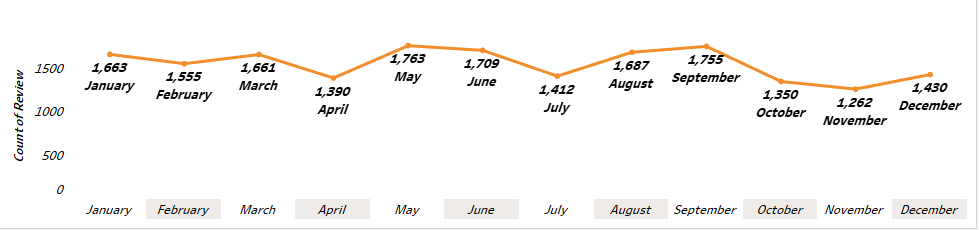 Count of Review
1500
1000
500
0
1,663
January
1,555
February
1,661
March
1,390
April
1,763
May
1,709
June
1,412
July
1,687
August
1,755
September
1,350
October
1,262
November
1,430
December
January February March April May June July August September October November December